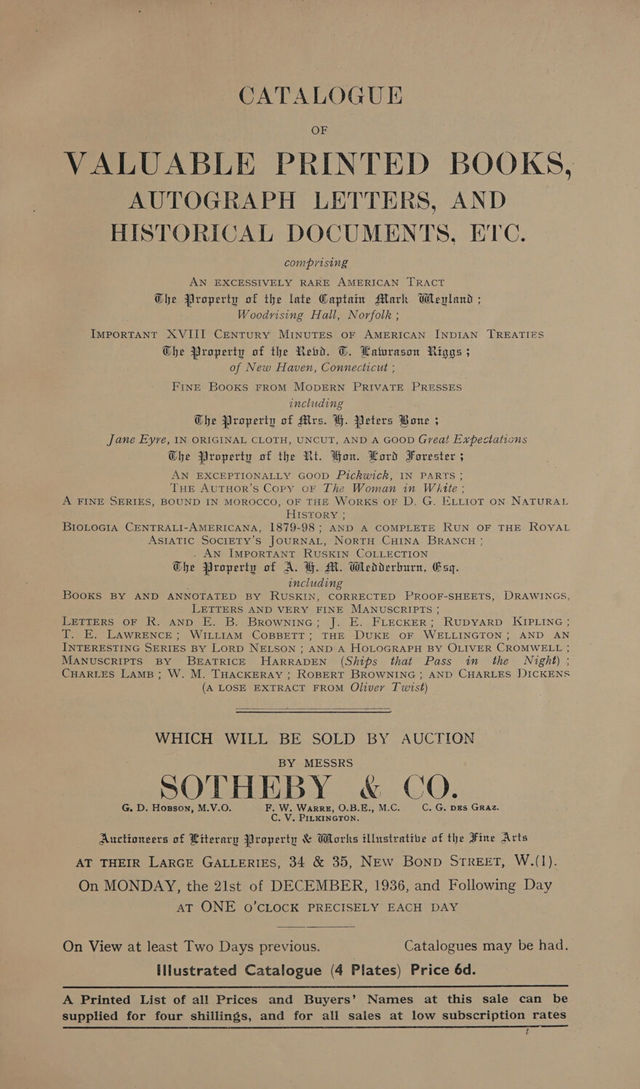 CATALOGUE
OF
VALUABLE PRINTED BOOKS,
AUTOGRAPH LETTERS, AND
HISTORICAL DOCUMENTS, ETC.
comprising
AN EXCESSIVELY RARE AMERICAN TRACT
The Property of the late Captain Mark Weyland ;
Woodrising Hall, Norfolk ;
IMPORTANT XVIII CENTURY MINUTES OF AMERICAN INDIAN TREATIES
The Property of the Revd. T. Lawrason Riggs ;
of New Haven, Connecticut ;
FINE BOOKS FROM MODERN PRIVATE PRESSES
including
The Property of Mrs. H. Peters Bone ;
Jane Eyre, IN ORIGINAL CLOTH, UNCUT, AND A GOOD Great Expectations
The Property of the Rt. Hon. Lord Forester ;
AN EXCEPTIONALLY GOOD Pickwick, IN PARTS ;
THE AUTHOR'S COPY OF The Woman in White ;
A FINE SERIES, BOUND IN MOROCCO, OF THE WORKS OF D. G. ELLIOT ON NATURAL
HISTORY ;
BIOLOGIA CENTRALI-AMERICANA, 1879-98 ; AND A COMPLETE RUN OF THE ROYAL
ASIATIC SOCIETY'S JOURNAL, NORTH CHINA BRANCH ;
AN IMPORTANT RUSKIN COLLECTION
The Property of A. H. M. Wedderburn, Esq.
including
BOOKS BY AND ANNOTATED BY RUSKIN, CORRECTED PROOF-SHEETS, DRAWINGS,
LETTERS AND VERY FINE MANUSCRIPTS ;
LETTERS OF R. AND E. B. BROWNING ; J. E. FLECKER ; RUDYARD KIPLING ;
T. E. LAWRENCE ; WILLIAM COBBETT ; THE DUKE OF WELLINGTON ; AND AN
INTERESTING SERIES BY LORD NELSON ; AND A HOLOGRAPH BY OLIVER CROMWELL ;
MANUSCRIPTS BY BEATRICE HARRADEN (Ships that Pass in the Night) ;
CHARLES LAMB ; W. M. THACKERAY ; ROBERT BROWNING ; AND CHARLES DICKENS
(A LOSE EXTRACT FROM Oliver Twist)
WHICH WILL BE SOLD BY AUCTION
BY MESSRS
SOTHEBY & CO.
G. D. HOBSON, M.V.O. F. W. WARRE, O.B.E., M.C. C. G. DES GRAZ.
C. V. PILKINGTON.
Auctioneers of Literary Property & Works illustrative of the Fine Arts
AT THEIR LARGE GALLERIES, 34 & 35, NEW BOND STREET, W.(1).
On MONDAY, the 21st of DECEMBER, 1936, and Following Day
AT ONE O'CLOCK PRECISELY EACH DAY
On View at least Two Days previous. Catalogues may be had.
Illustrated Catalogue (4 Plates) Price 6d.
A Printed List of all Prices and Buyers' Names at this sale can be
supplied for four shillings, and for all sales at low subscription rates